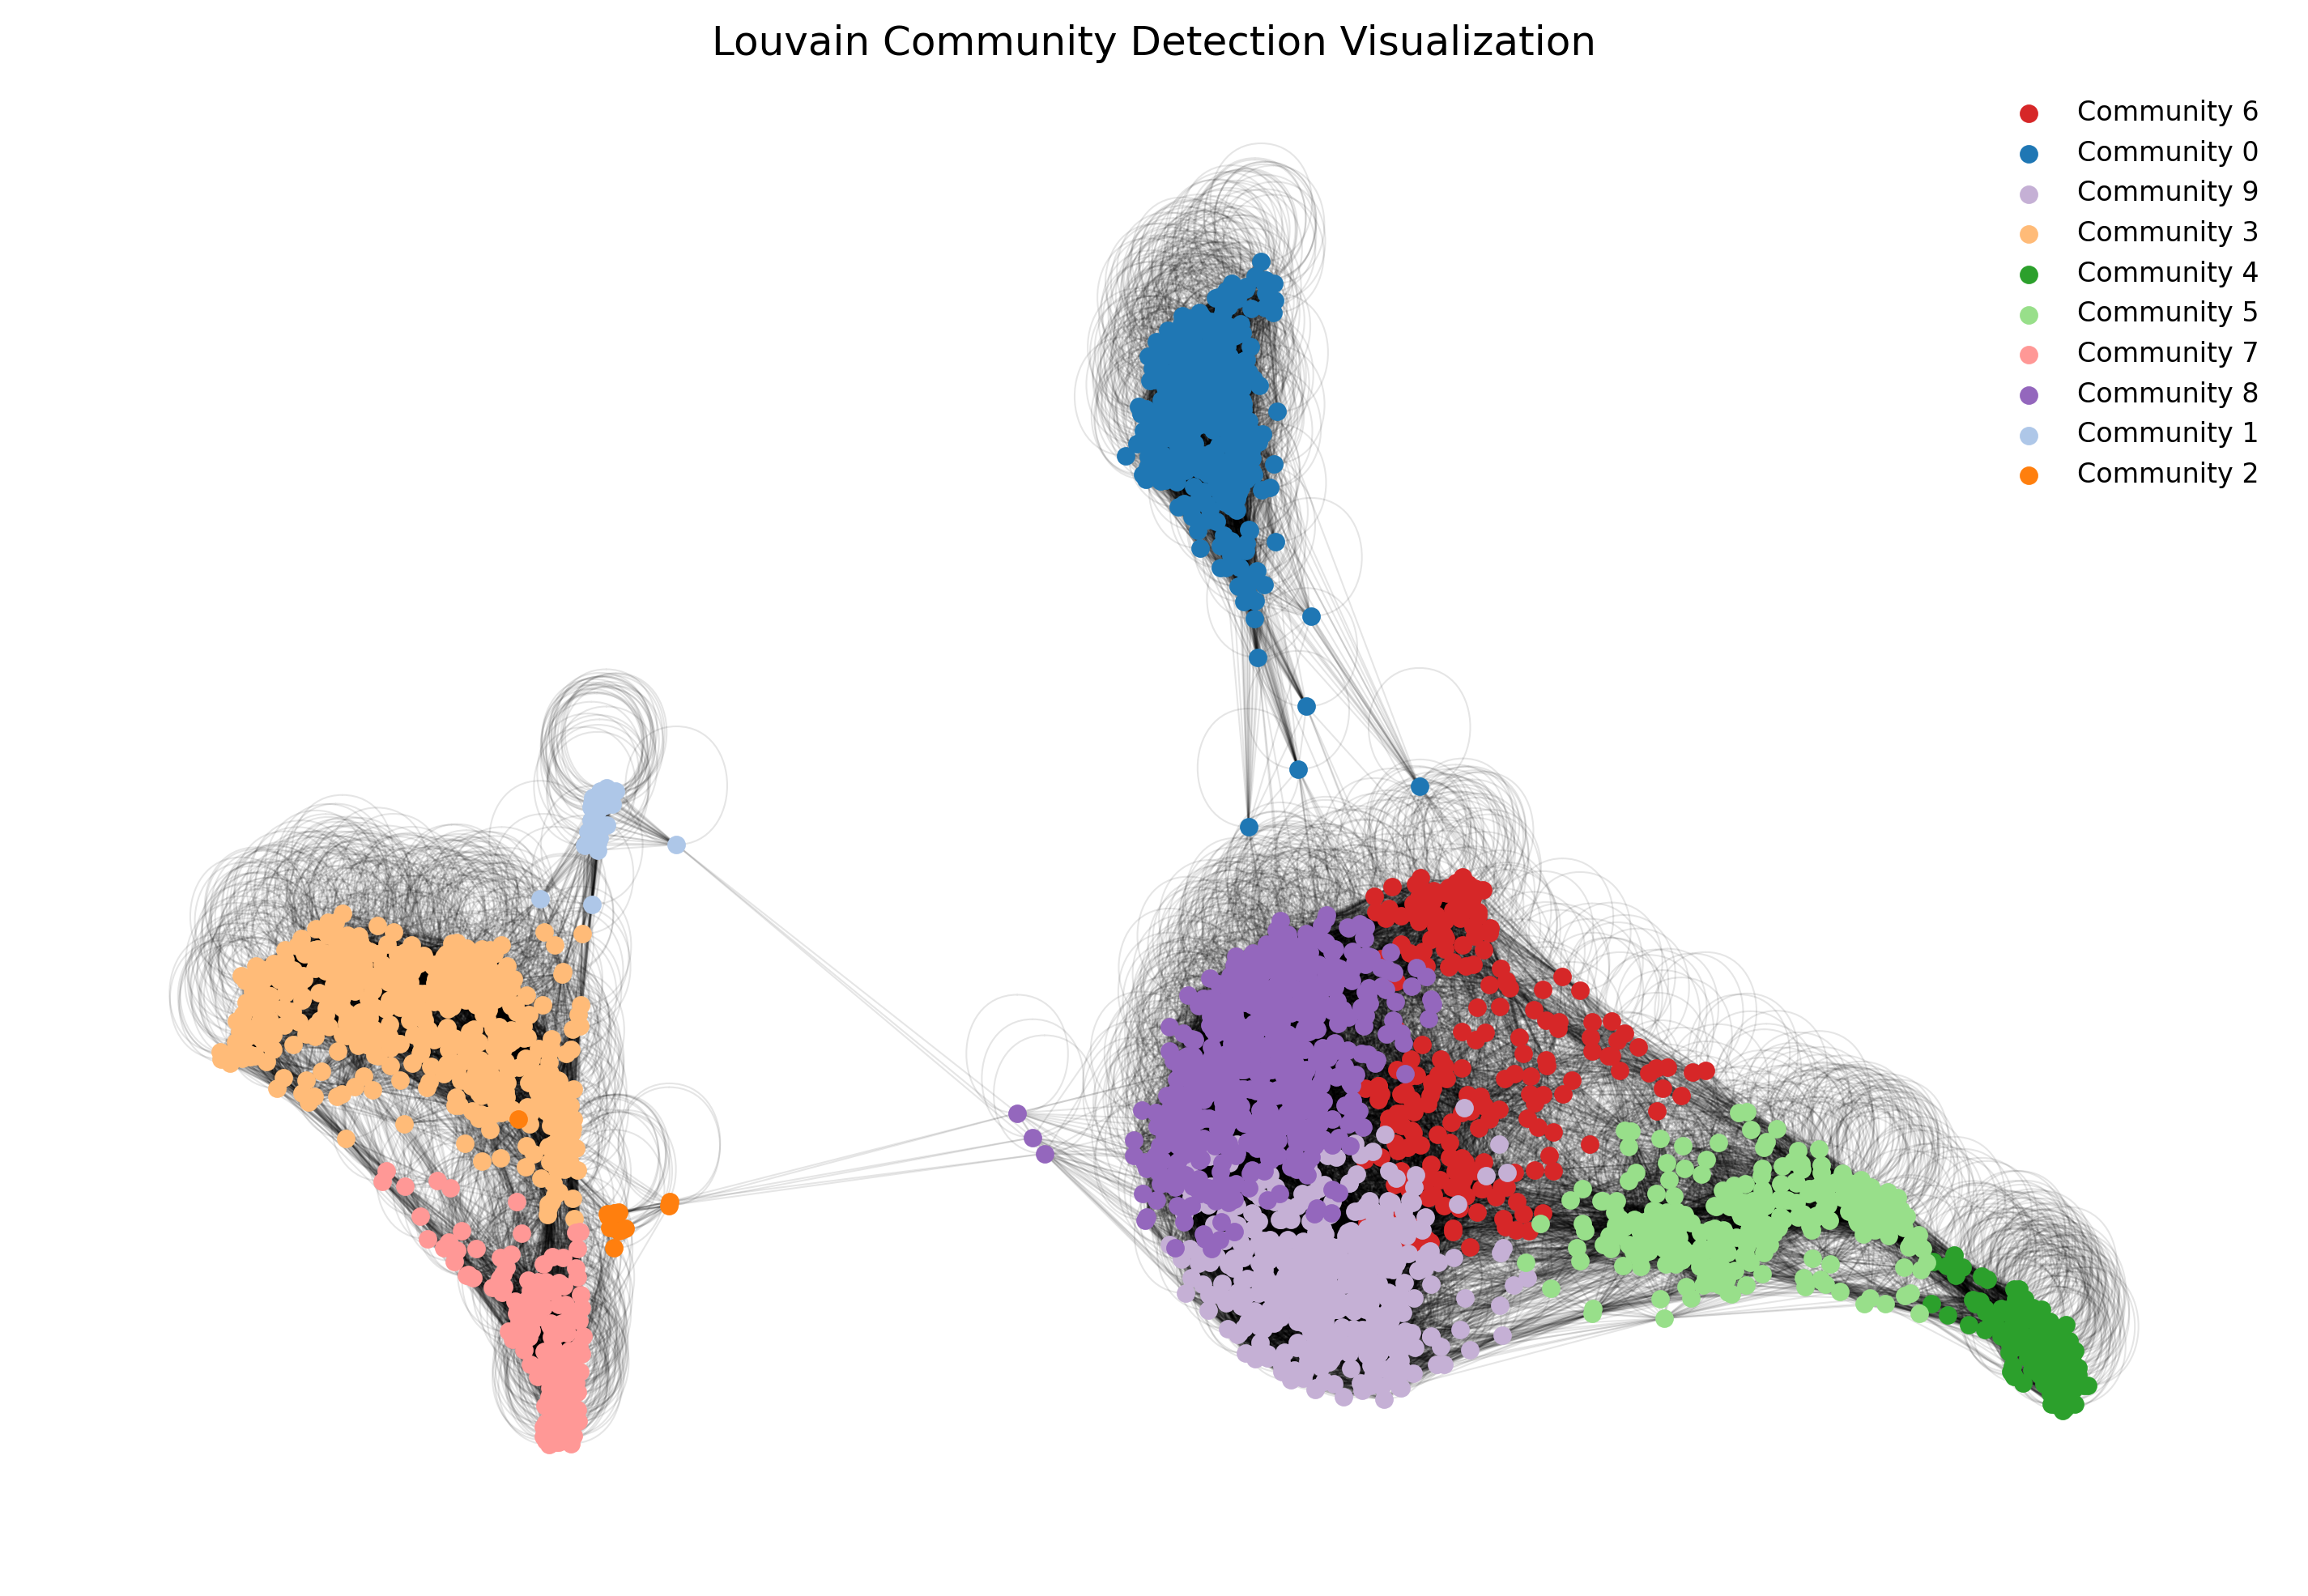 Louvain Community Detection Visualization
Community 6
Community 0
Community 9
Community 3
Community 4
Community 5
Community 7
Community 8
Community 1
Community 2